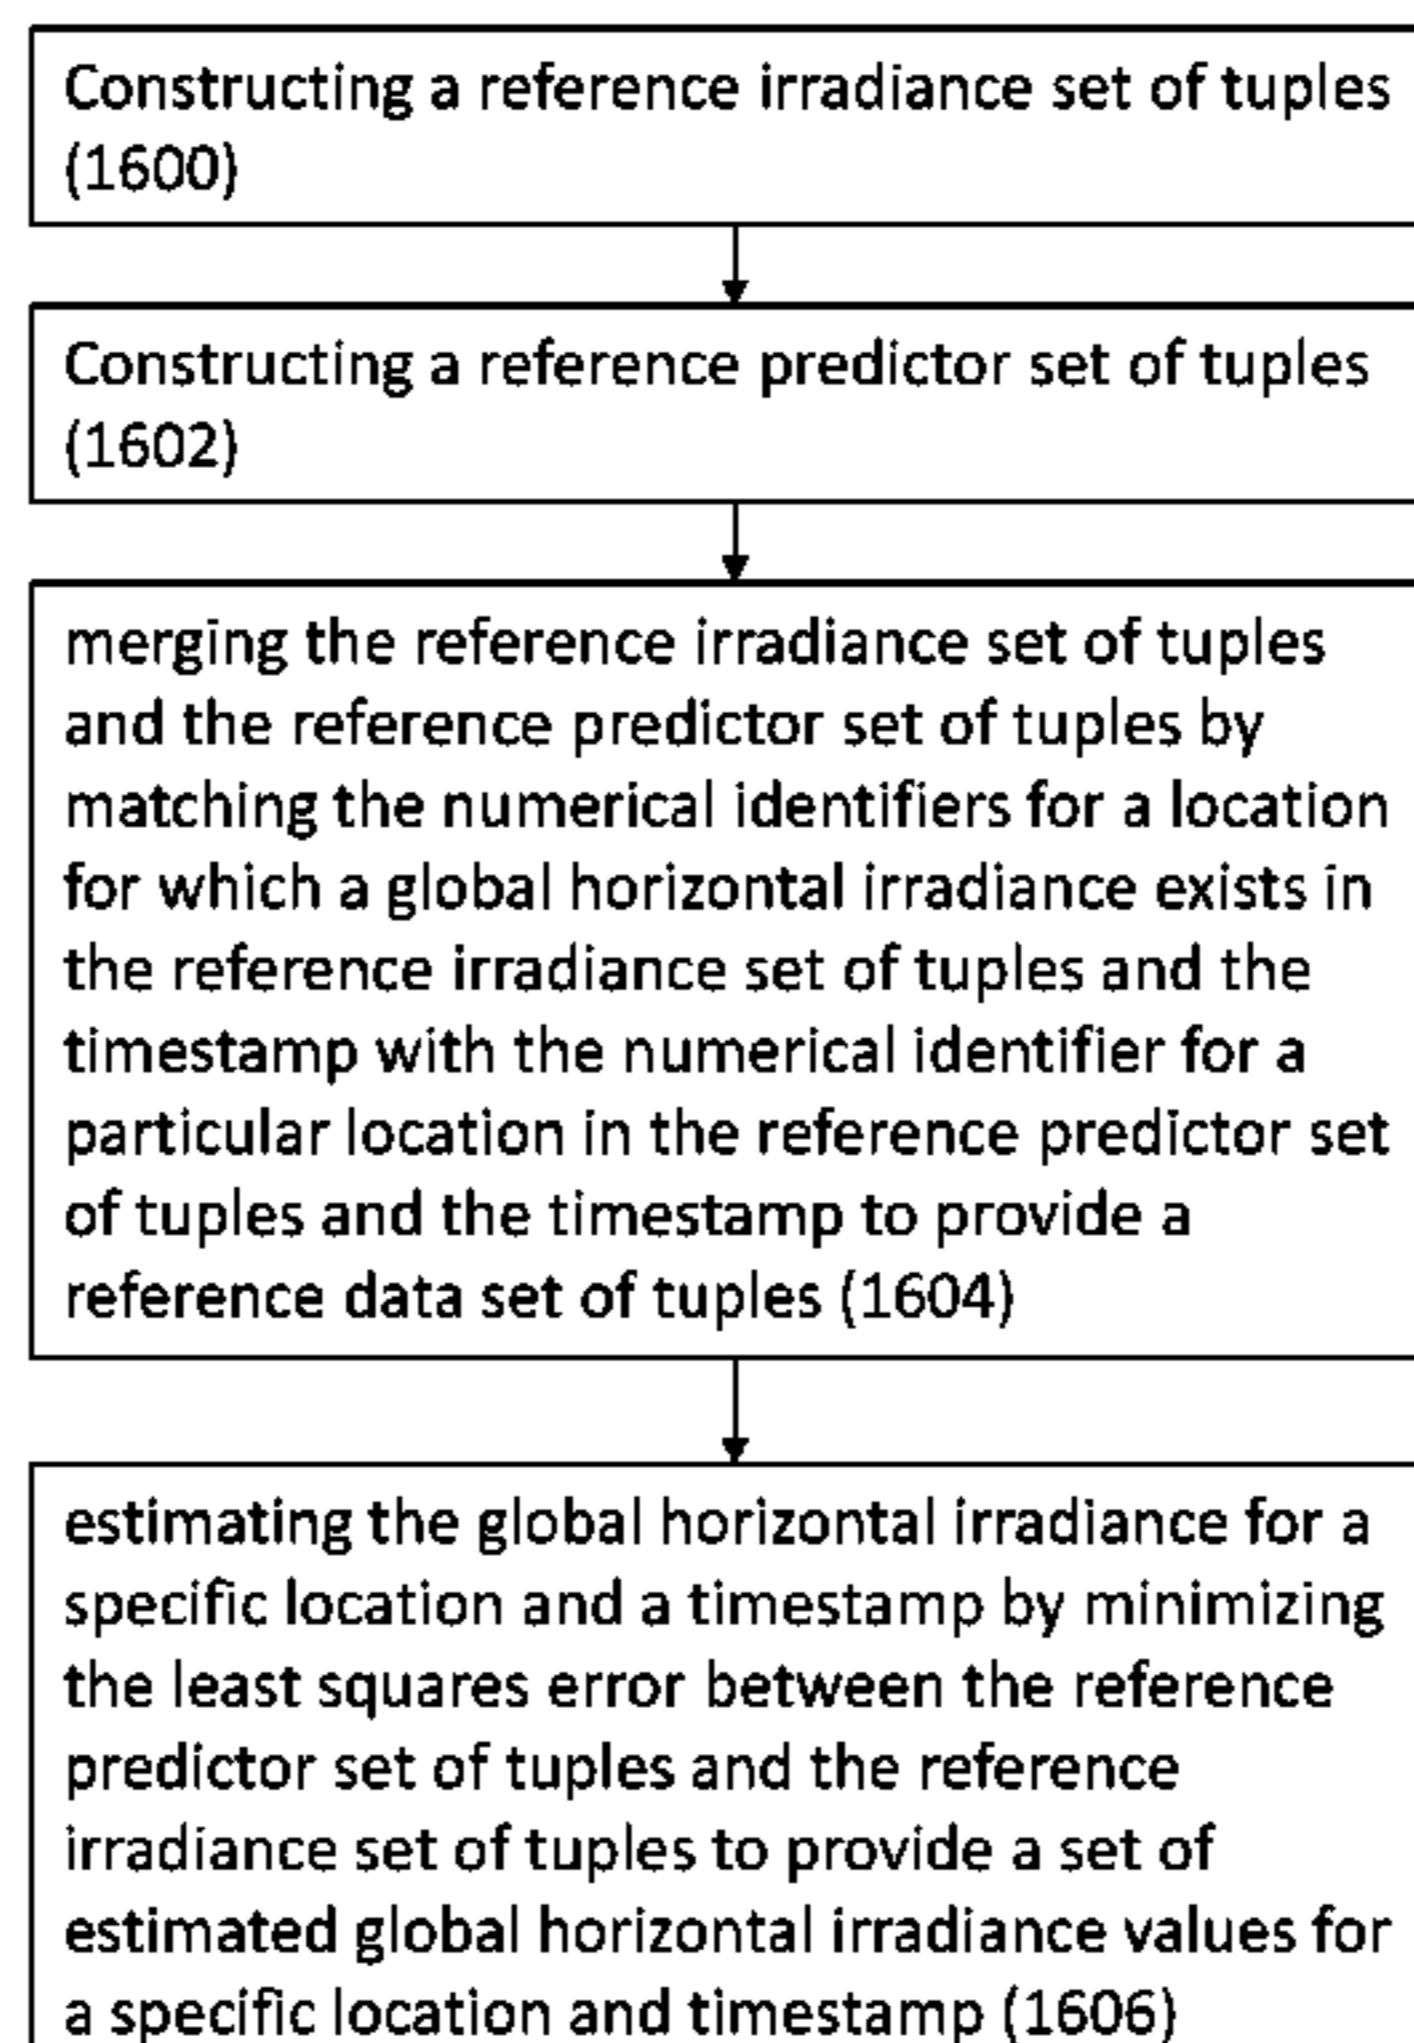 Constructing a reference irradiance set of tuples
(1600)
Constructing a reference predictor set of tuples
(1602)
merging the reference irradiance set of tuples
and the reference predictor set of tuples by
matching the numerical identifiers for a location
for which a global horizontal irradiance exists in
the reference irradiance set of tuples and the
timestamp with the numerical identifier for a
particular location in the reference predictor set
of tuples and the timestamp to provide a
reference data set of tuples (1604)
estimating the global horizontal irradiance for a
specific location and a timestamp by minimizing
the least squares error between the reference
predictor set of tuples and the reference
irradiance set of tuples to provide a set of
estimated global horizontal irradiance values for
a specific location and timestamp (1606)